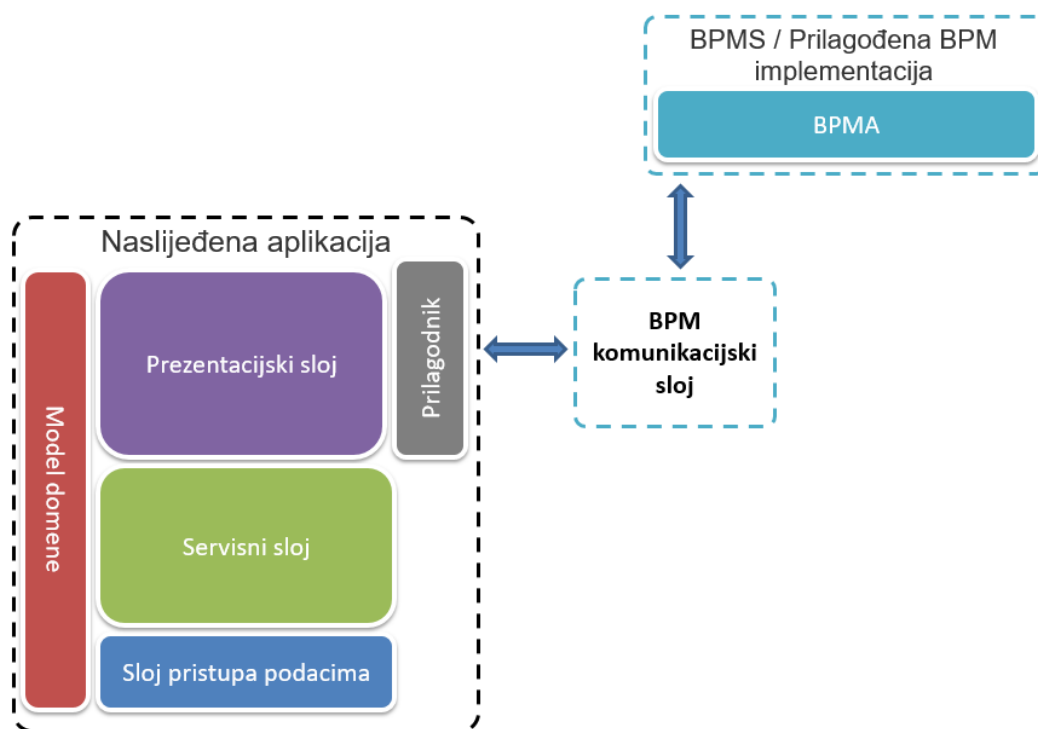 BPMS / Prilagođena BPM
implementacija
BPMA
Naslijeđena aplikacija
Model domene
Prezentacijski sloj
Prilagodnik
BPM
komunikacijski
sloj
Servisni sloj
Sloj pristupa podacima